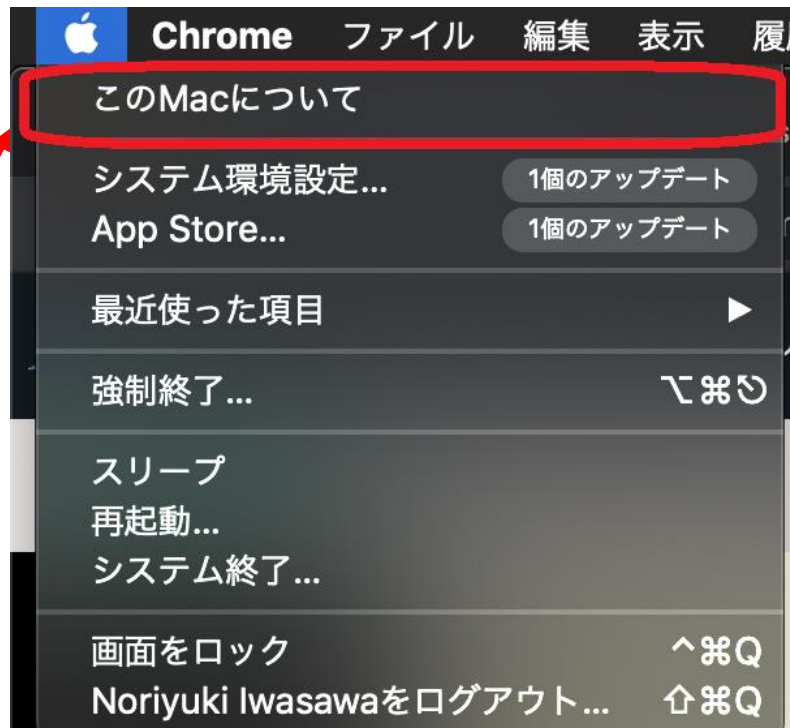 Chrome ファイル 編集 表示
このMacについて
システム環境設定... 1個のアップデート
App Store... 1個のアップデート
最近使った項目 ▶
強制終了... ⌥⌘⎋
スリープ
再起動...
システム終了...
画面をロック ^⌘Q
Noriyuki Iwasawaをログアウト... ⇧⌘Q